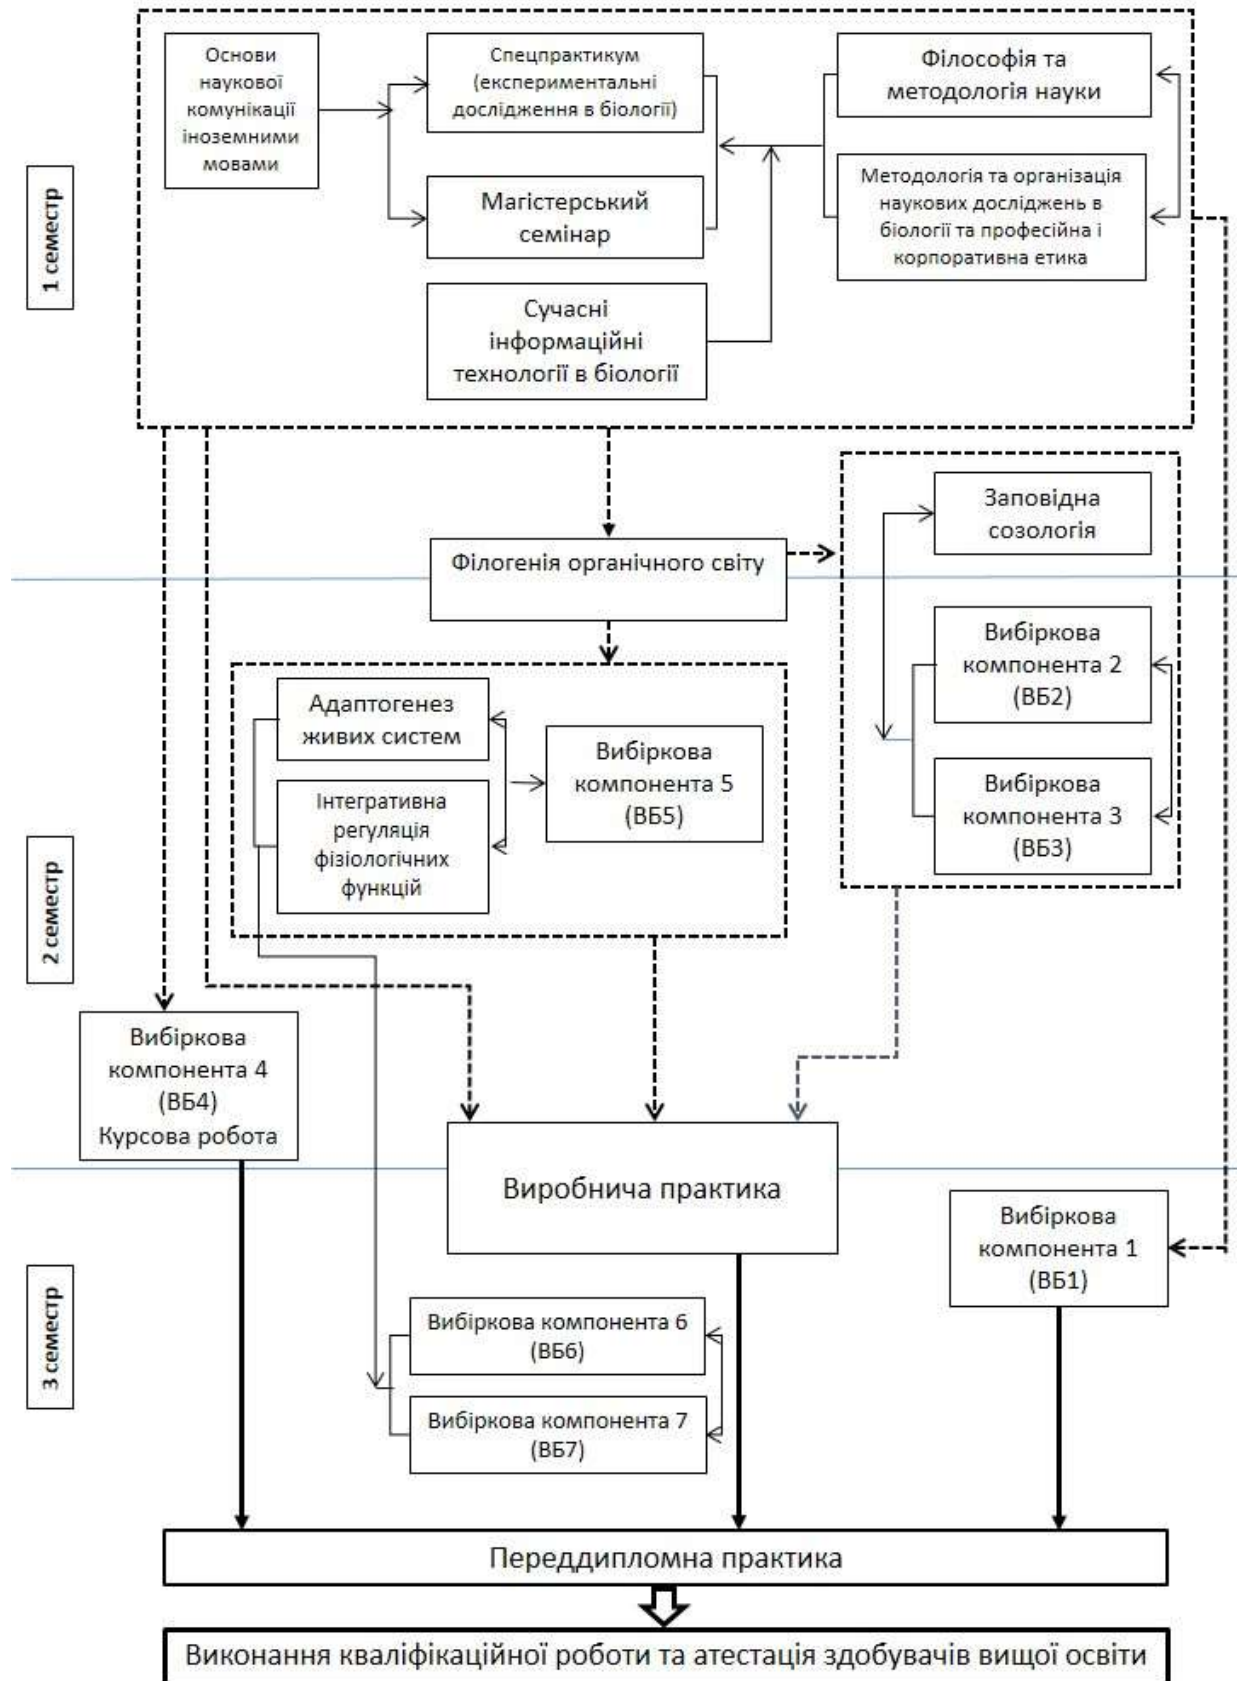 1 семестр
Основи
наукової
комунікації
іноземними
мовами
Спецпрактикум
(експериментальні
дослідження в біології)
Філософія та
методологія науки
Магістерський
семінар
Методологія та організація
наукових досліджень в
біології та професійна і
корпоративна етика
Сучасні
інформаційні
технології в біології
Заповідна
созологія
Філогенія органічного світу
2 семестр
Вибіркова
компонента 2
(ВБ2)
Адаптогенез
живих систем
Вибіркова
компонента 5
(ВБ5)
Інтегративна
регуляція
фізіологічних
функцій
Вибіркова
компонента 3
(ВБ3)
Вибіркова
компонента 4
(ВБ4)
Курсова робота
Виробнича практика
3 семестр
Вибіркова
компонента 1
(ВБ1)
Вибіркова компонента 6
(ВБ6)
Вибіркова компонента 7
(ВБ7)
Переддипломна практика
Виконання кваліфікаційної роботи та атестація здобувачів вищої освіти